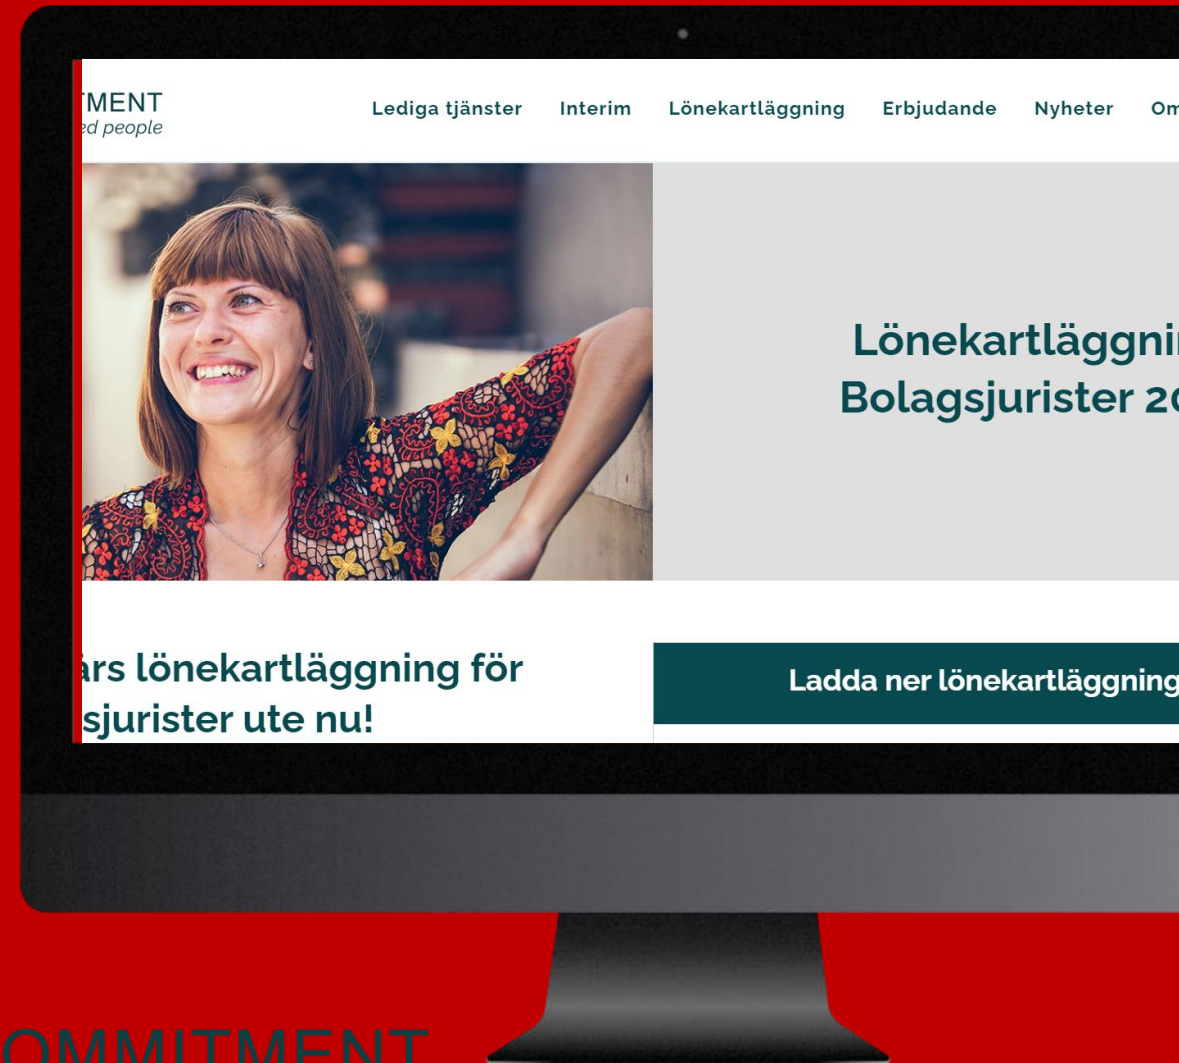 TMENT
ed people
Lediga tjänster Interim Lönekartläggning Erbjudande Nyheter Om
Lönekartläggnin
Bolagsjurister 20
års lönekartläggning för
sjurister ute nu!
Ladda ner lönekartläggning
OMMITMENT